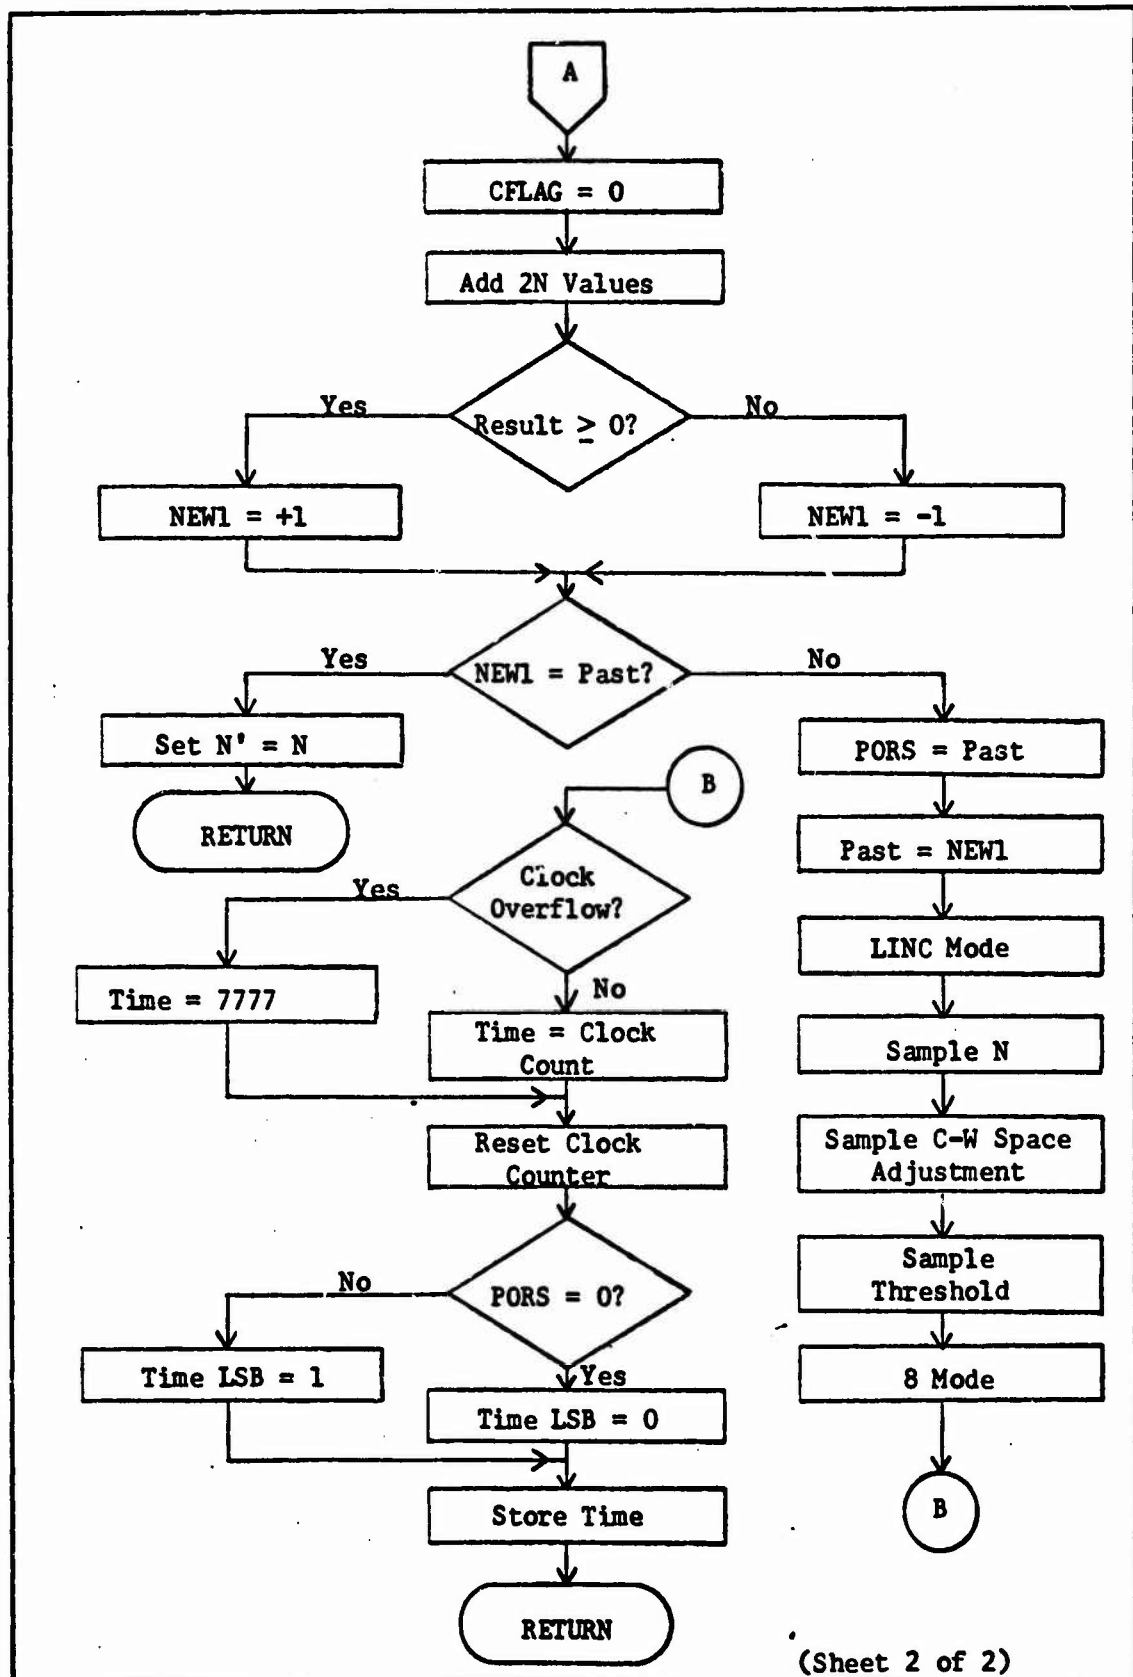 A
CFLAG = 0
Add 2N Values
Result ≥ 0?
Yes
No
NEW1 = +1
NEW1 = -1
NEW1 = Past?
Yes
No
Set N' = N
RETURN
PORS = Past
Past = NEW1
LINC Mode
Sample N
Sample C-W Space
Adjustment
Sample
Threshold
8 Mode
B
B
Clock
Overflow?
Yes
No
Time = 7777
Time = Clock
Count
Reset Clock
Counter
PORS = 0?
No
Yes
Time LSB = 1
Time LSB = 0
Store Time
RETURN
(Sheet 2 of 2)